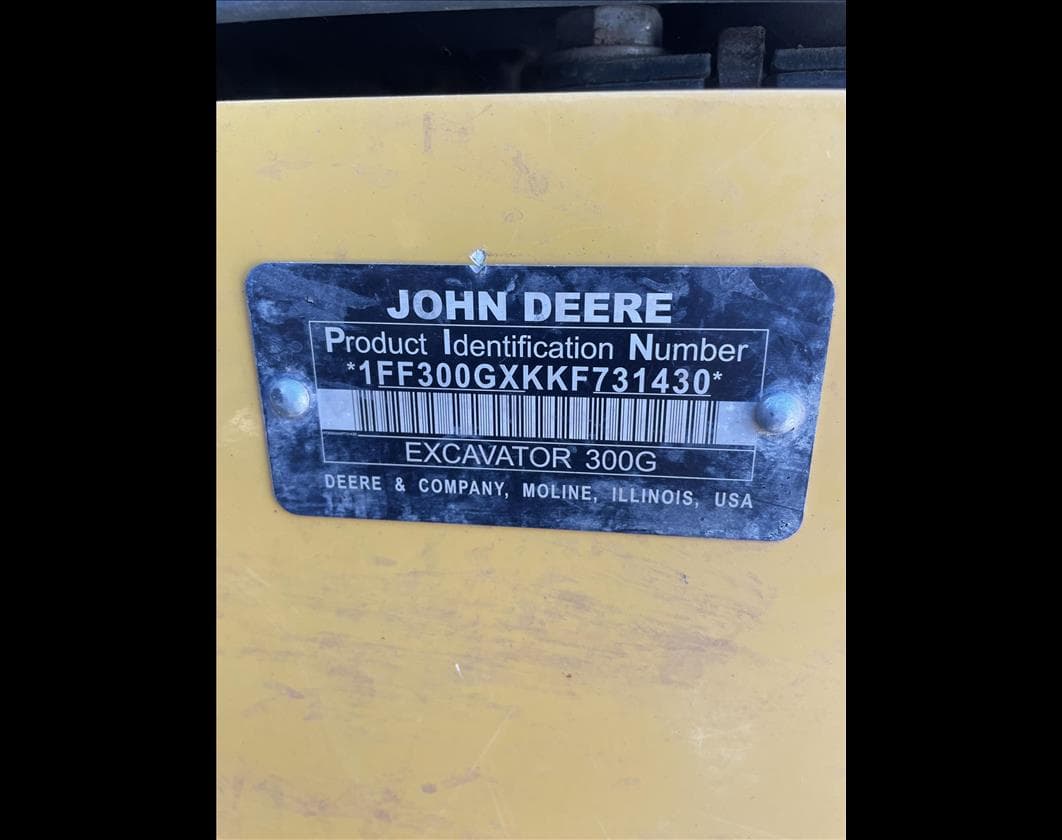 JOHN DEERE
Product Identification Number
*1FF300GXKKF731430*
EXCAVATOR 300G
DEERE & COMPANY, MOLINE, ILLINOIS, USA